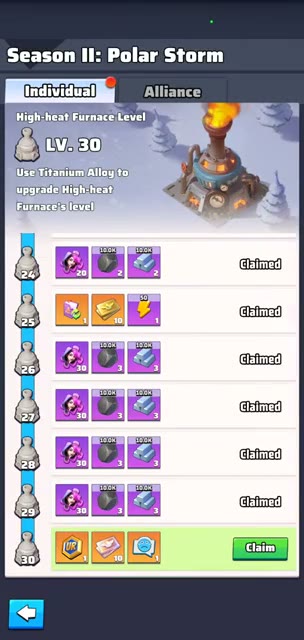 Season II: Polar Storm
Individual
Alliance
High-heat Furnace Level
LV. 30
Use Titanium Alloy to
upgrade High-heat
Furnace's level
24
20
10.0K
2
10.0K
2
Claimed
25
1
10
50
1
Claimed
26
30
10.0K
3
10.0K
3
Claimed
27
30
10.0K
3
10.0K
3
Claimed
28
30
10.0K
3
10.0K
3
Claimed
29
30
10.0K
3
10.0K
3
Claimed
30
UR
1
10
1
Claim